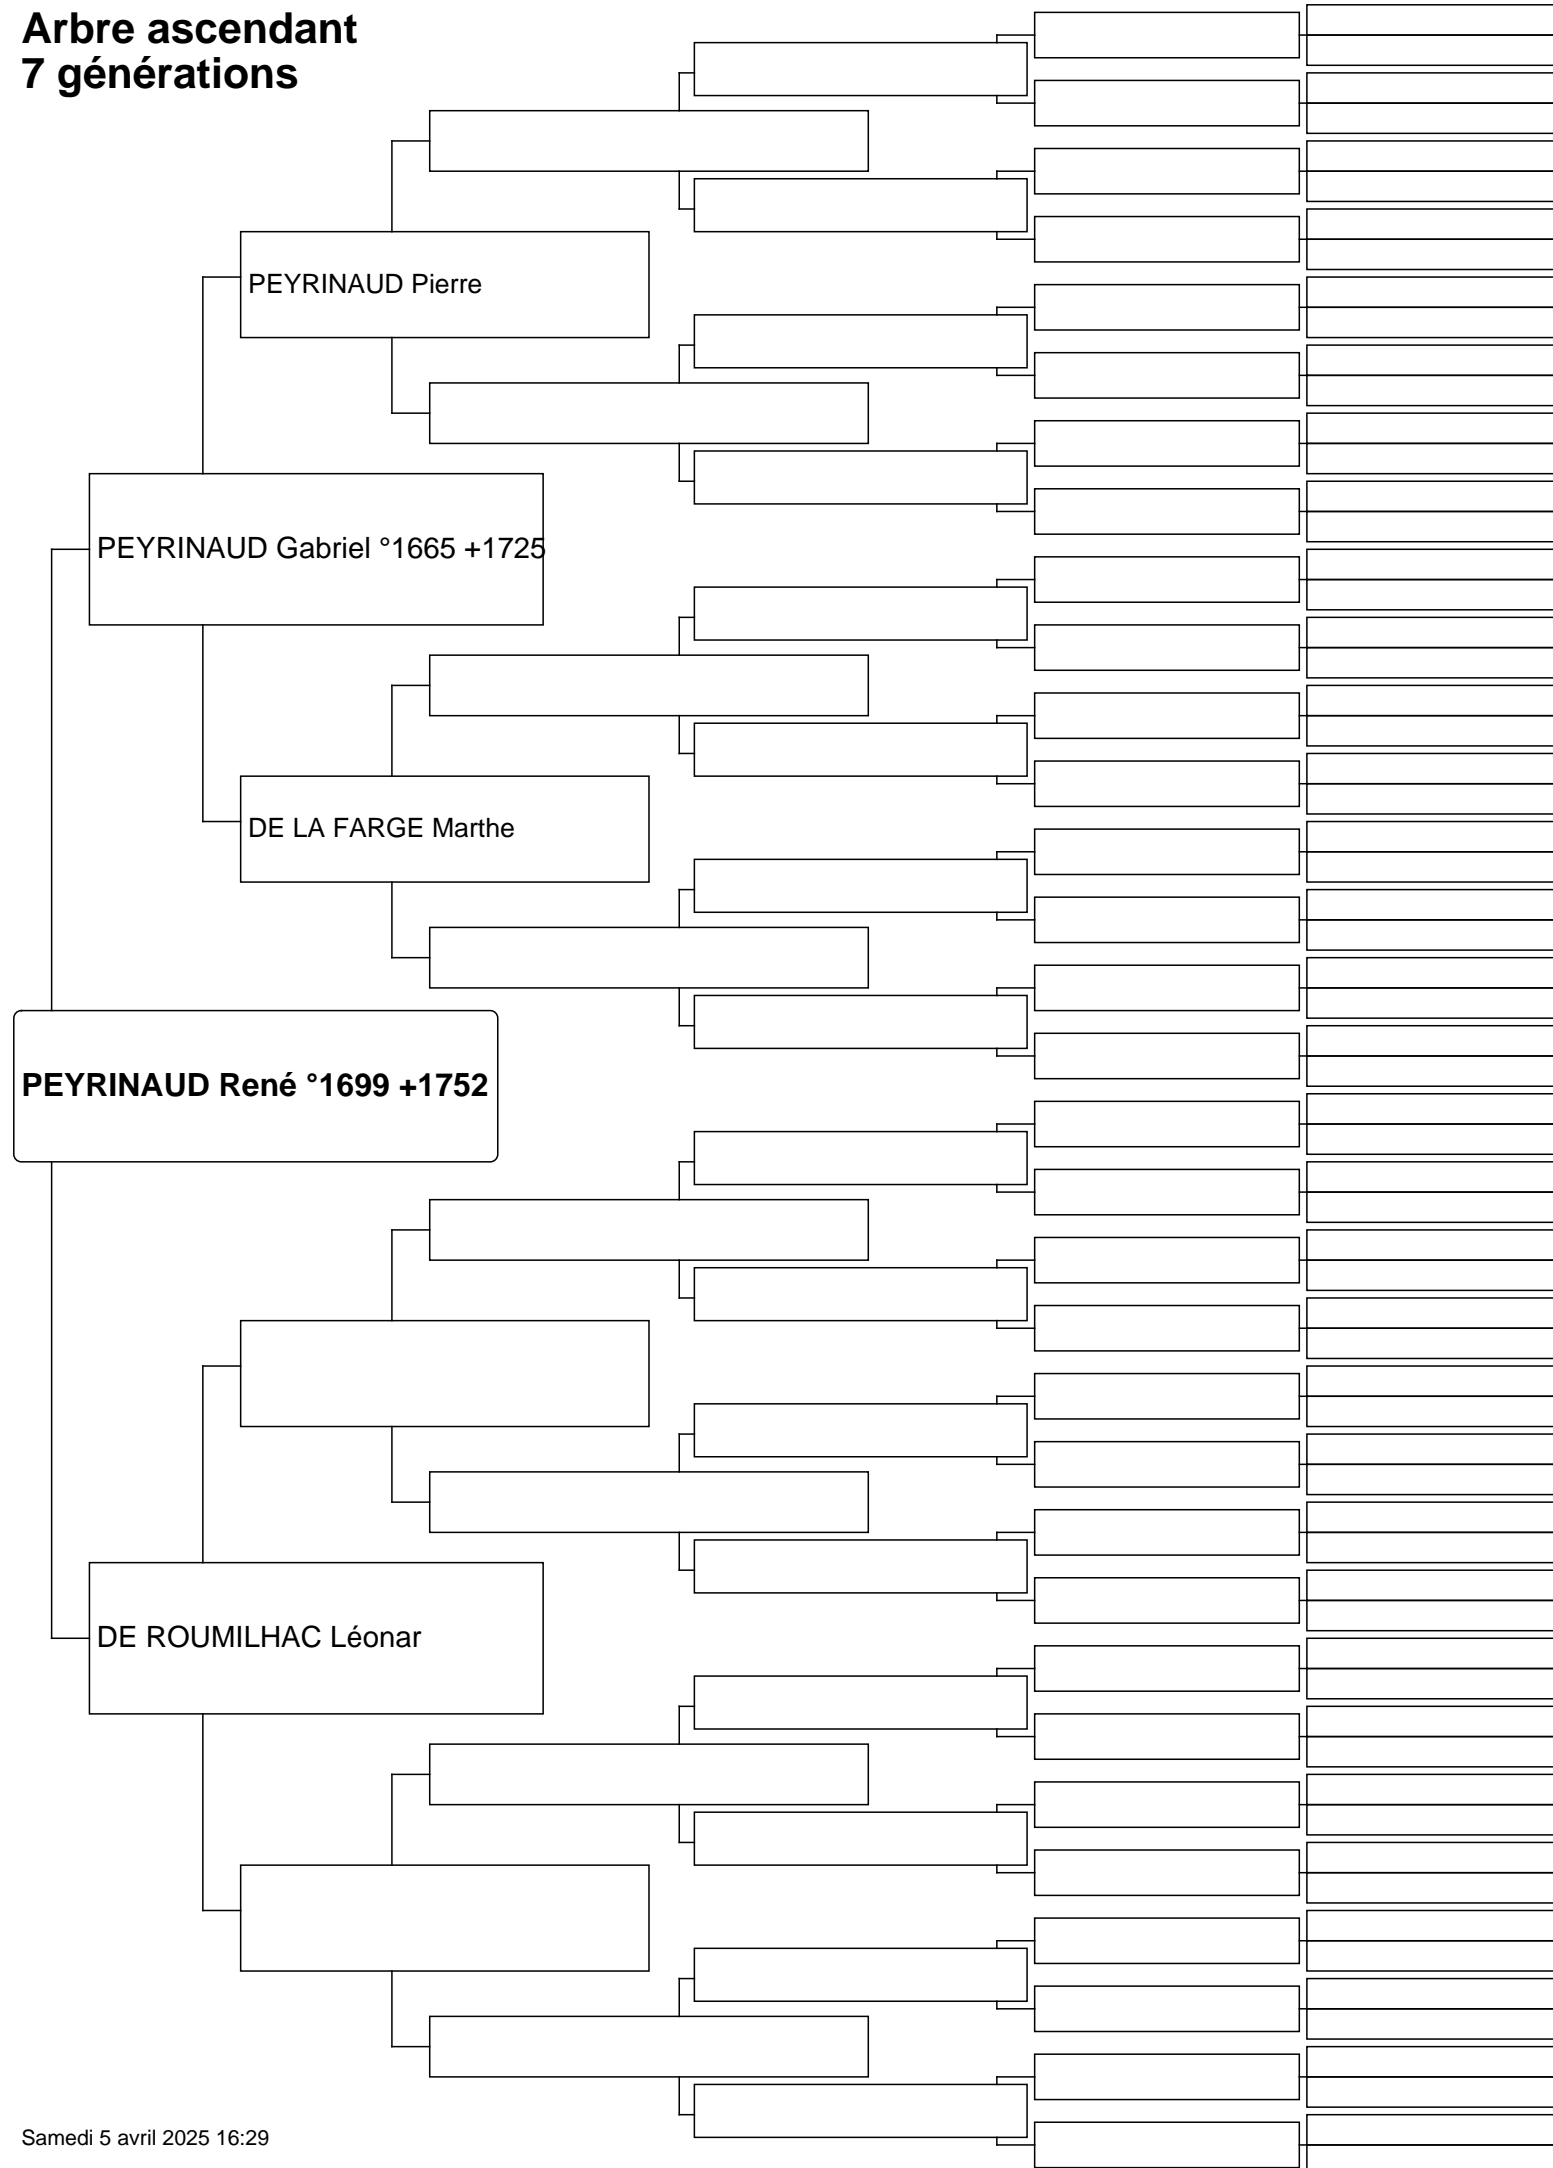 Arbre ascendant
7 générations
PEYRINAUD Pierre
PEYRINAUD Gabriel °1665 +1725
DE LA FARGE Marthe
PEYRINAUD René °1699 +1752
DE ROUMILHAC Léonar
Samedi 5 avril 2025 16:29